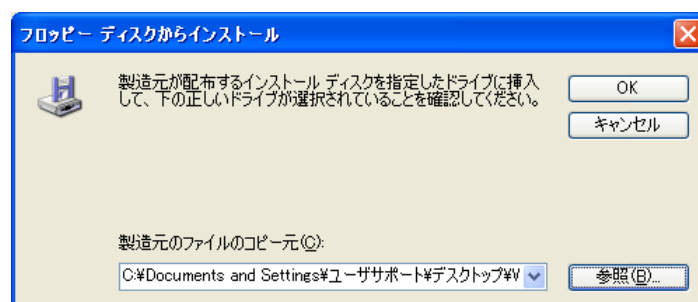 フロッピー ディスクからインストール
製造元が配布するインストール ディスクを指定したドライブに挿入
して、下の正しいドライブが選択されていることを確認してください。
OK
キャンセル
製造元のファイルのコピー元(C):
C:¥Documents and Settings¥ユーザサポート¥デスクトップ¥V
参照(B)...